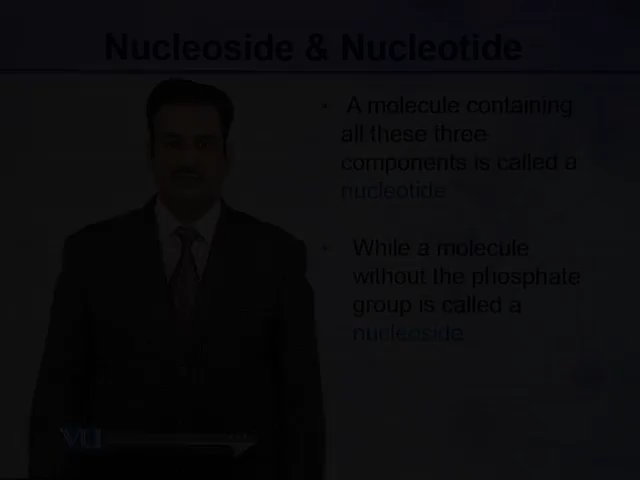 Nucleoside & Nucleotide
• A molecule containing
all these three
components is called a
nucleotide
• While a molecule
without the phosphate
group is called a
nucleoside.
VU